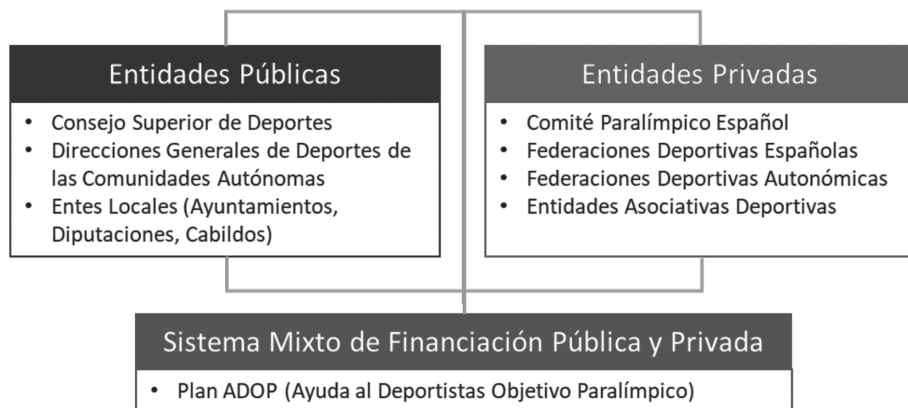 Entidades Públicas
• Consejo Superior de Deportes
• Direcciones Generales de Deportes de
las Comunidades Autónomas
• Entes Locales (Ayuntamientos,
Diputaciones, Cabildos)
Entidades Privadas
• Comité Paralímpico Español
• Federaciones Deportivas Españolas
• Federaciones Deportivas Autonómicas
• Entidades Asociativas Deportivas
Sistema Mixto de Financiación Pública y Privada
• Plan ADOP (Ayuda al Deportistas Objetivo Paralímpico)